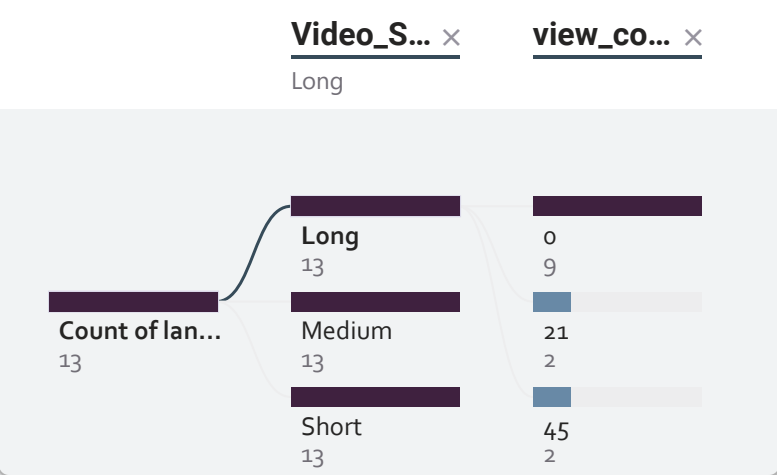 Video_S... ×
view_co... ×
Long
Long
13
0
9
Count of lan...
13
Medium
13
21
2
Short
13
45
2